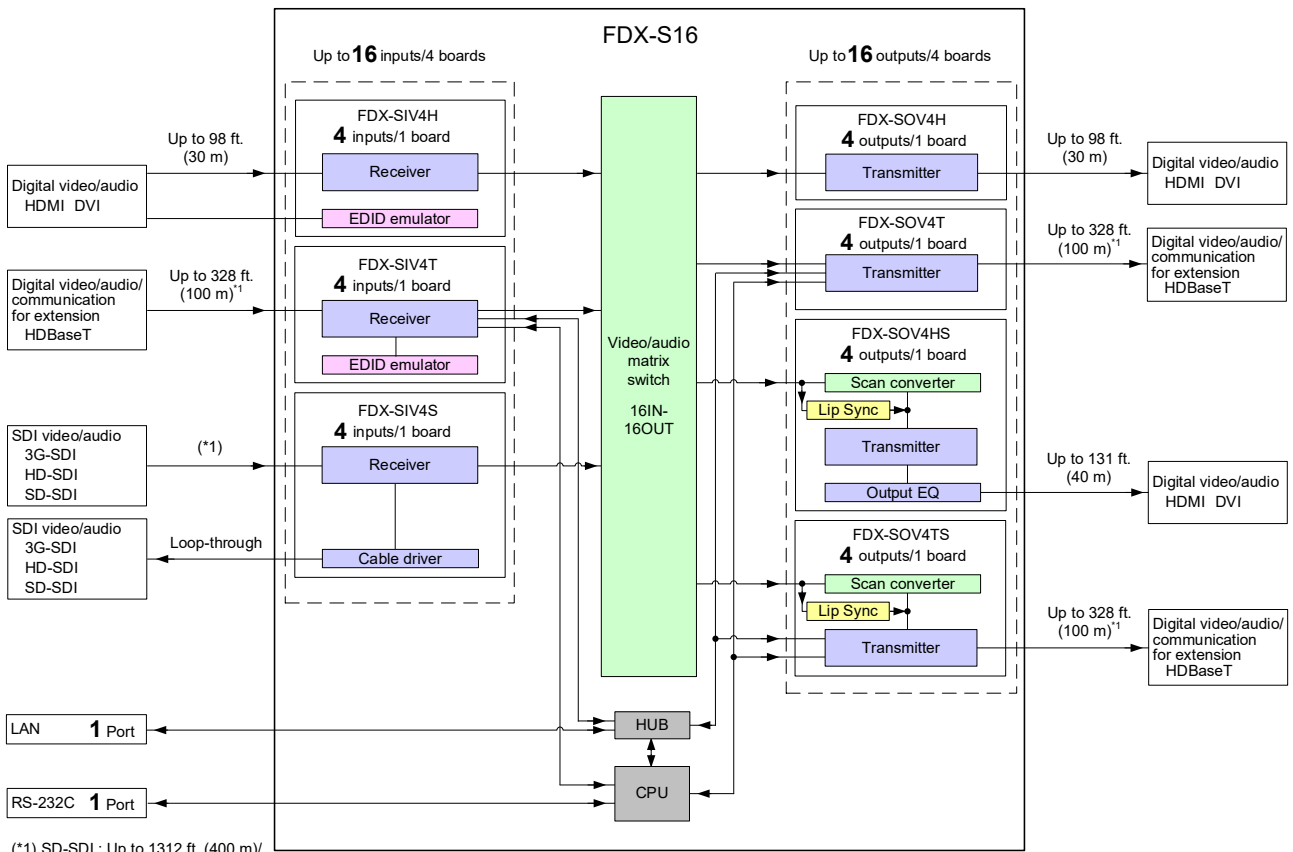 FDX-S16
Up to 16 inputs/4 boards
Up to 16 outputs/4 boards
FDX-SIV4H
4 inputs/1 board
Receiver
EDID emulator
FDX-SIV4T
4 inputs/1 board
Receiver
EDID emulator
FDX-SIV4S
4 inputs/1 board
Receiver
Cable driver
Up to 98 ft.
(30 m)
Digital video/audio
HDMI DVI
Up to 328 ft.
(100 m)*1
Digital video/audio/
communication
for extension
HDBaseT
(*1)
SDI video/audio
3G-SDI
HD-SDI
SD-SDI
Loop-through
SDI video/audio
3G-SDI
HD-SDI
SD-SDI
LAN 1 Port
RS-232C 1 Port
Video/audio
matrix
switch
16IN-
16OUT
HUB
CPU
FDX-SOV4H
4 outputs/1 board
Transmitter
FDX-SOV4T
4 outputs/1 board
Transmitter
FDX-SOV4HS
4 outputs/1 board
Scan converter
Lip Sync
Transmitter
Output EQ
FDX-SOV4TS
4 outputs/1 board
Scan converter
Lip Sync
Transmitter
Up to 98 ft.
(30 m)
Digital video/audio
HDMI DVI
Up to 328 ft.
(100 m)*1
Digital video/audio/
communication
for extension
HDBaseT
Up to 131 ft.
(40 m)
Digital video/audio
HDMI DVI
Up to 328 ft.
(100 m)*1
Digital video/audio/
communication
for extension
HDBaseT
(*1) SD-SDI : Up to 1312 ft. (400 m)/